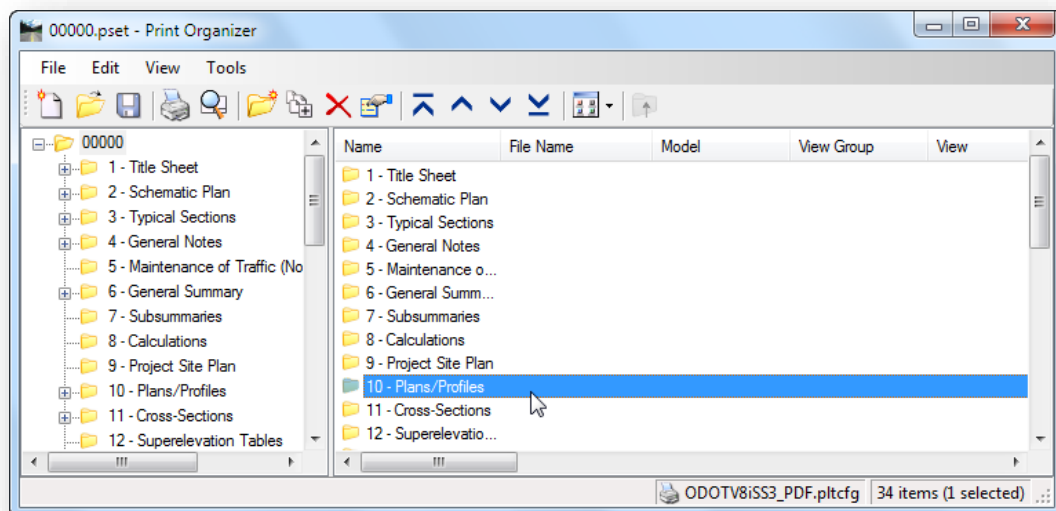 00000.pset - Print Organizer
File Edit View Tools
00000
1 - Title Sheet
2 - Schematic Plan
3 - Typical Sections
4 - General Notes
5 - Maintenance of Traffic (No
6 - General Summary
7 - Subsummaries
8 - Calculations
9 - Project Site Plan
10 - Plans/Profiles
11 - Cross-Sections
12 - Superelevation Tables
Name File Name Model View Group View
1 - Title Sheet
2 - Schematic Plan
3 - Typical Sections
4 - General Notes
5 - Maintenance o...
6 - General Summ...
7 - Subsummaries
8 - Calculations
9 - Project Site Plan
10 - Plans/Profiles
11 - Cross-Sections
12 - Superelevatio...
ODOTV8iSS3_PDF.pltcfg 34 items (1 selected)